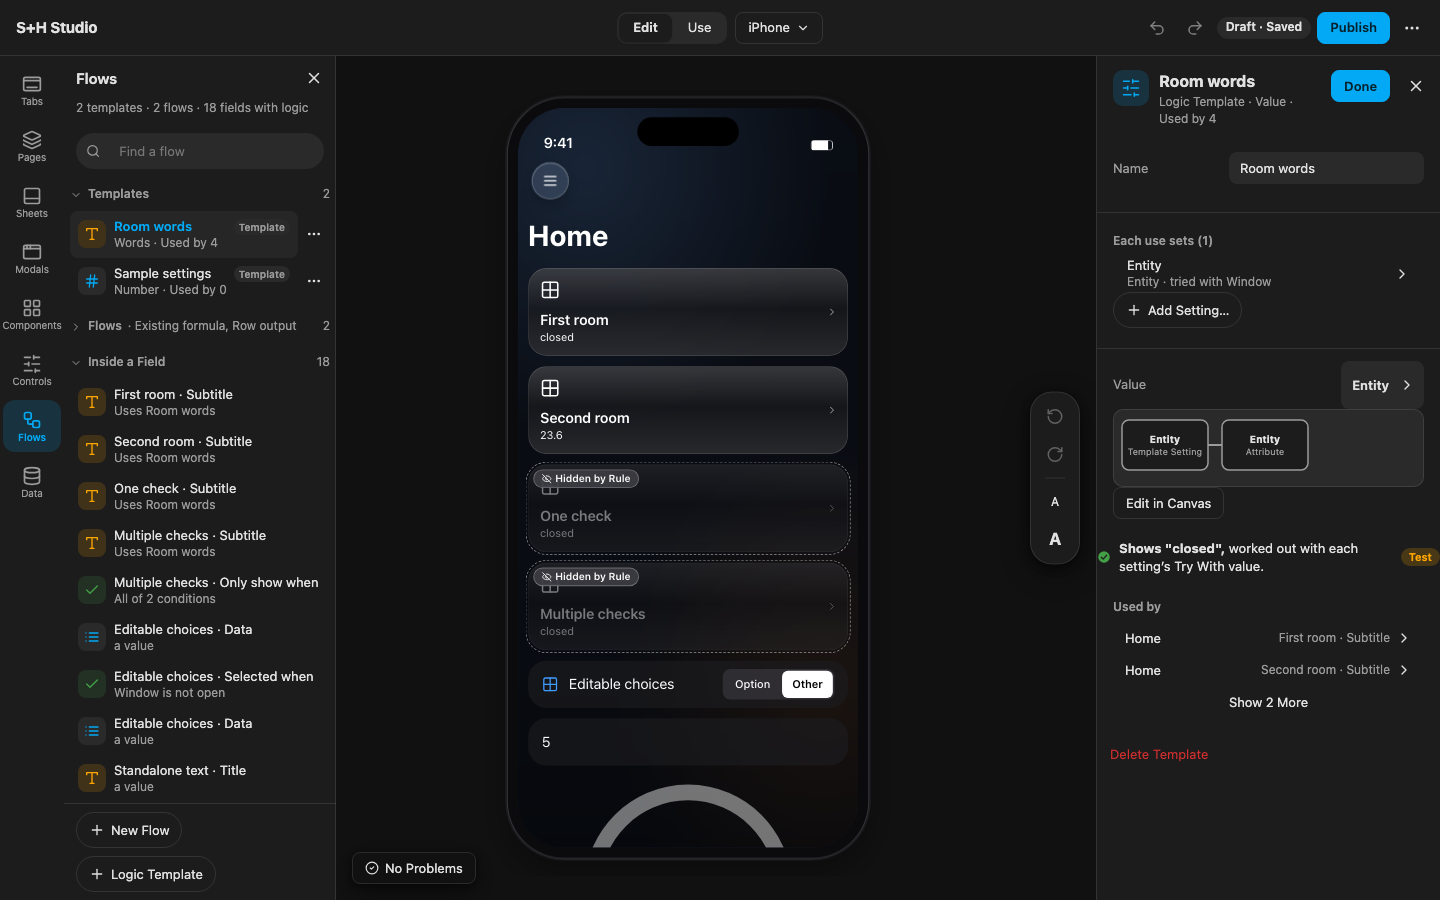 S+H Studio
Edit
Use
iPhone
Draft · Saved
Publish
Tabs
Pages
Sheets
Modals
Components
Controls
Flows
Data
Flows
2 templates · 2 flows · 18 fields with logic
Find a flow
Templates
2
Room words
Template
Words · Used by 4
Sample settings
Template
Number · Used by 0
Flows · Existing formula, Row output
2
Inside a Field
18
First room · Subtitle
Uses Room words
Second room · Subtitle
Uses Room words
One check · Subtitle
Uses Room words
Multiple checks · Subtitle
Uses Room words
Multiple checks · Only show when
All of 2 conditions
Editable choices · Data
a value
Editable choices · Selected when
Window is not open
Editable choices · Data
a value
Standalone text · Title
a value
New Flow
Logic Template
9:41
Home
First room
closed
Second room
23.6
Hidden by Rule
One check
closed
Hidden by Rule
Multiple checks
closed
Editable choices
Option
Other
5
No Problems
A
A
Room words
Logic Template · Value ·
Used by 4
Done
Name
Room words
Each use sets (1)
Entity
Entity · tried with Window
Add Setting...
Value
Entity
Entity
Template Setting
Entity
Attribute
Edit in Canvas
Shows "closed", worked out with each
setting’s Try With value.
Test
Used by
Home
First room · Subtitle
Home
Second room · Subtitle
Show 2 More
Delete Template